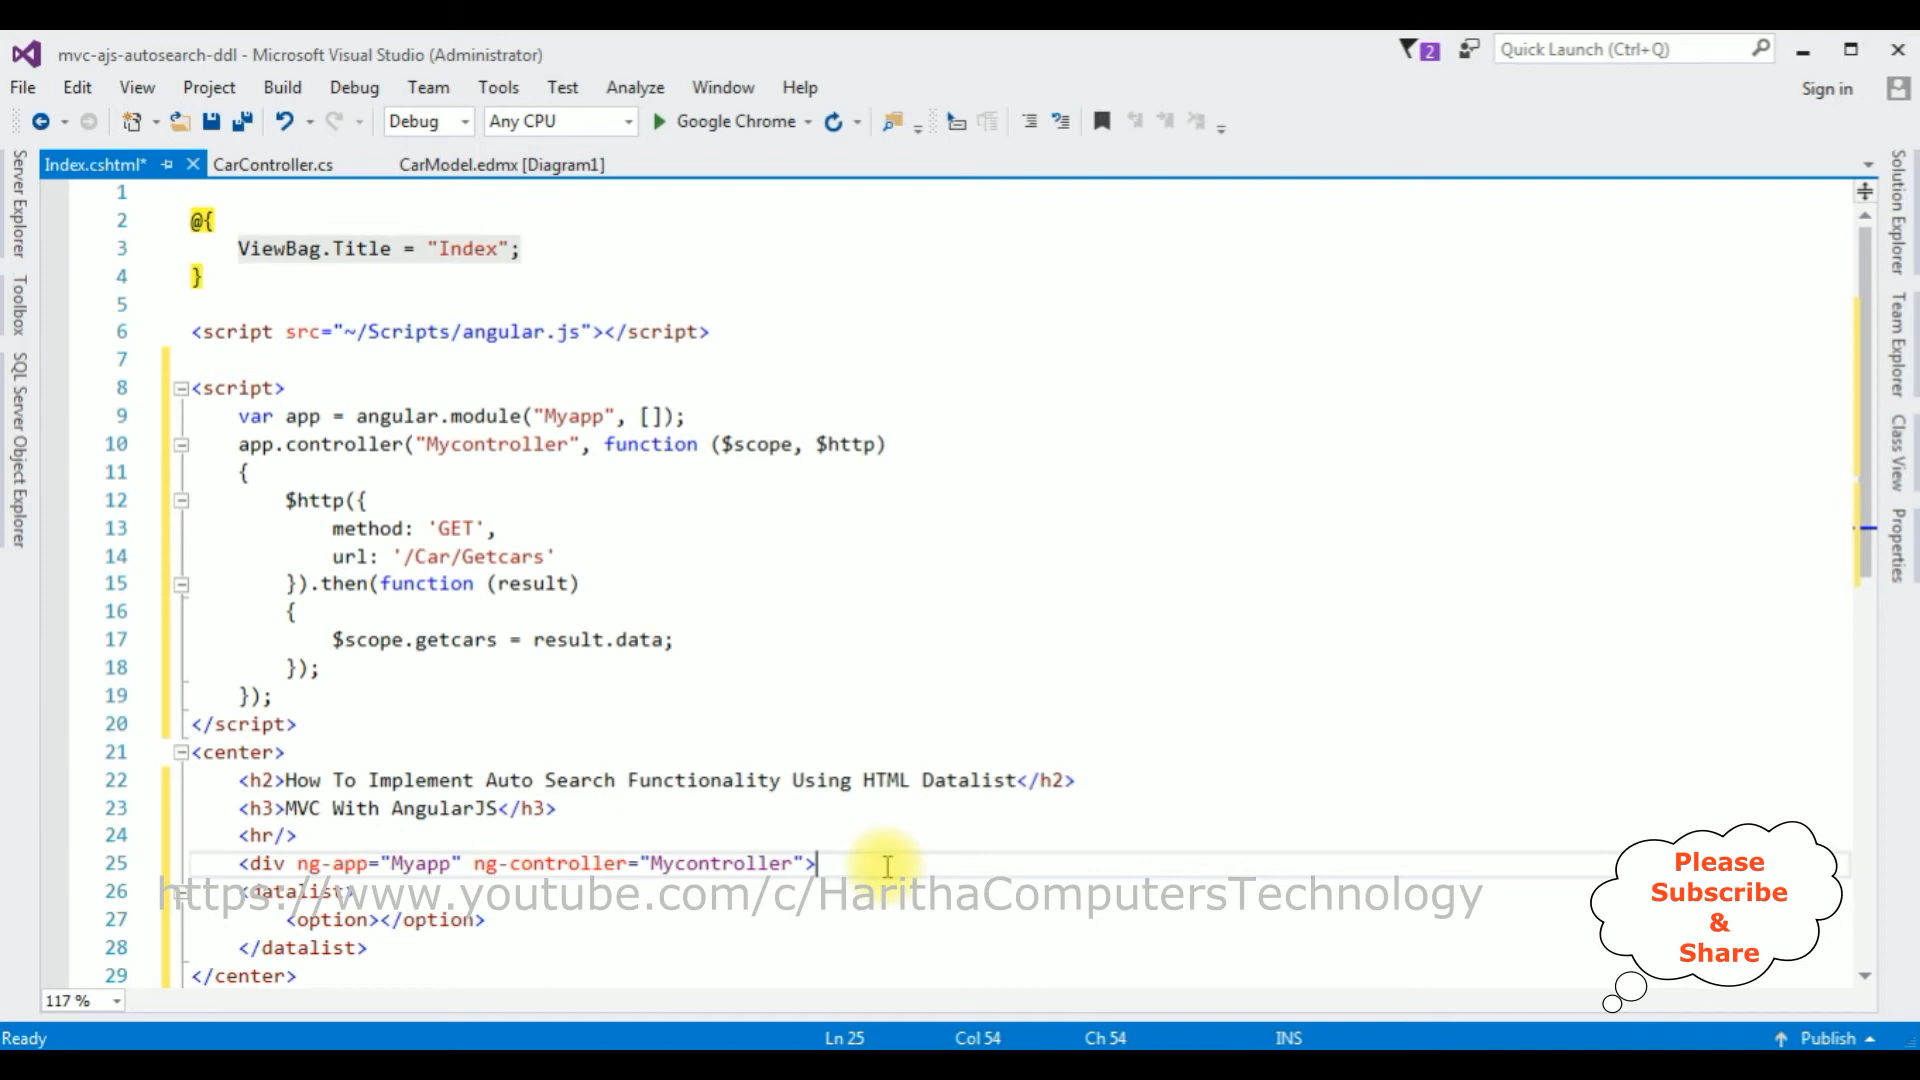 mvc-ajs-autosearch-ddl - Microsoft Visual Studio (Administrator)
2
Quick Launch (Ctrl+Q)
File Edit View Project Build Debug Team Tools Test Analyze Window Help
Sign in
Debug Any CPU Google Chrome
Index.cshtml* CarController.cs CarModel.edmx [Diagram1]
Server Explorer
Toolbox
SQL Server Object Explorer
1
2 @{
3 ViewBag.Title = "Index";
4 }
5
6 <script src="~/Scripts/angular.js"></script>
7
8 <script>
9 var app = angular.module("Myapp", []);
10 app.controller("Mycontroller", function ($scope, $http)
11 {
12 $http({
13 method: 'GET',
14 url: '/Car/Getcars'
15 }).then(function (result)
16 {
17 $scope.getcars = result.data;
18 });
19 });
20 </script>
21 <center>
22 <h2>How To Implement Auto Search Functionality Using HTML Datalist</h2>
23 <h3>MVC With AngularJS</h3>
24 <hr/>
25 <div ng-app="Myapp" ng-controller="Mycontroller">
26 <datalist>
https://www.youtube.com/c/HarithaComputersTechnology
27 <option></option>
28 </datalist>
29 </center>
Solution Explorer
Team Explorer
Class View
Properties
Please
Subscribe
&
Share
117 %
Ready Ln 25 Col 54 Ch 54 INS Publish